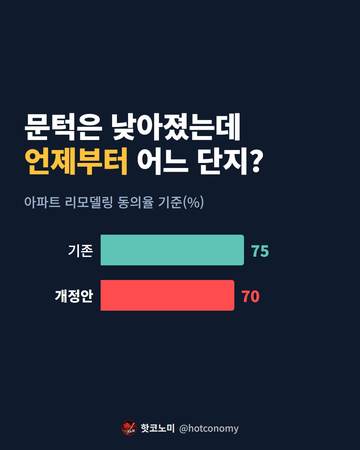 문턱은 낮아졌는데
언제부터 어느 단지?
아파트 리모델링 동의율 기준(%)
기존 75
개정안 70
핫코노미 @hotconomy